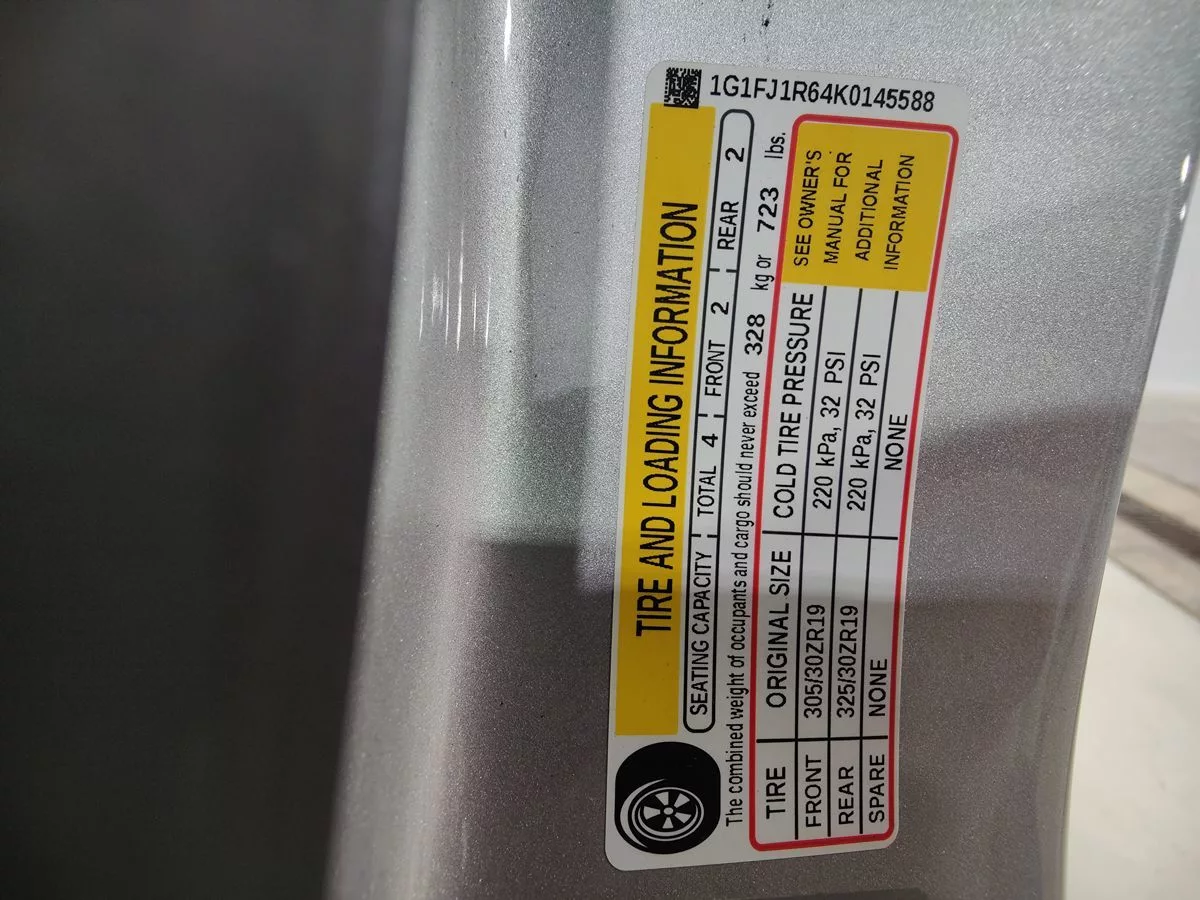 1G1FJ1R64K0145588
TIRE AND LOADING INFORMATION
SEATING CAPACITY TOTAL 4 FRONT 2 REAR 2
The combined weight of occupants and cargo should never exceed 328 kg or 723 lbs.
TIRE ORIGINAL SIZE COLD TIRE PRESSURE
FRONT 305/30ZR19 220 kPa, 32 PSI
REAR 325/30ZR19 220 kPa, 32 PSI
SPARE NONE NONE
SEE OWNER'S
MANUAL FOR
ADDITIONAL
INFORMATION